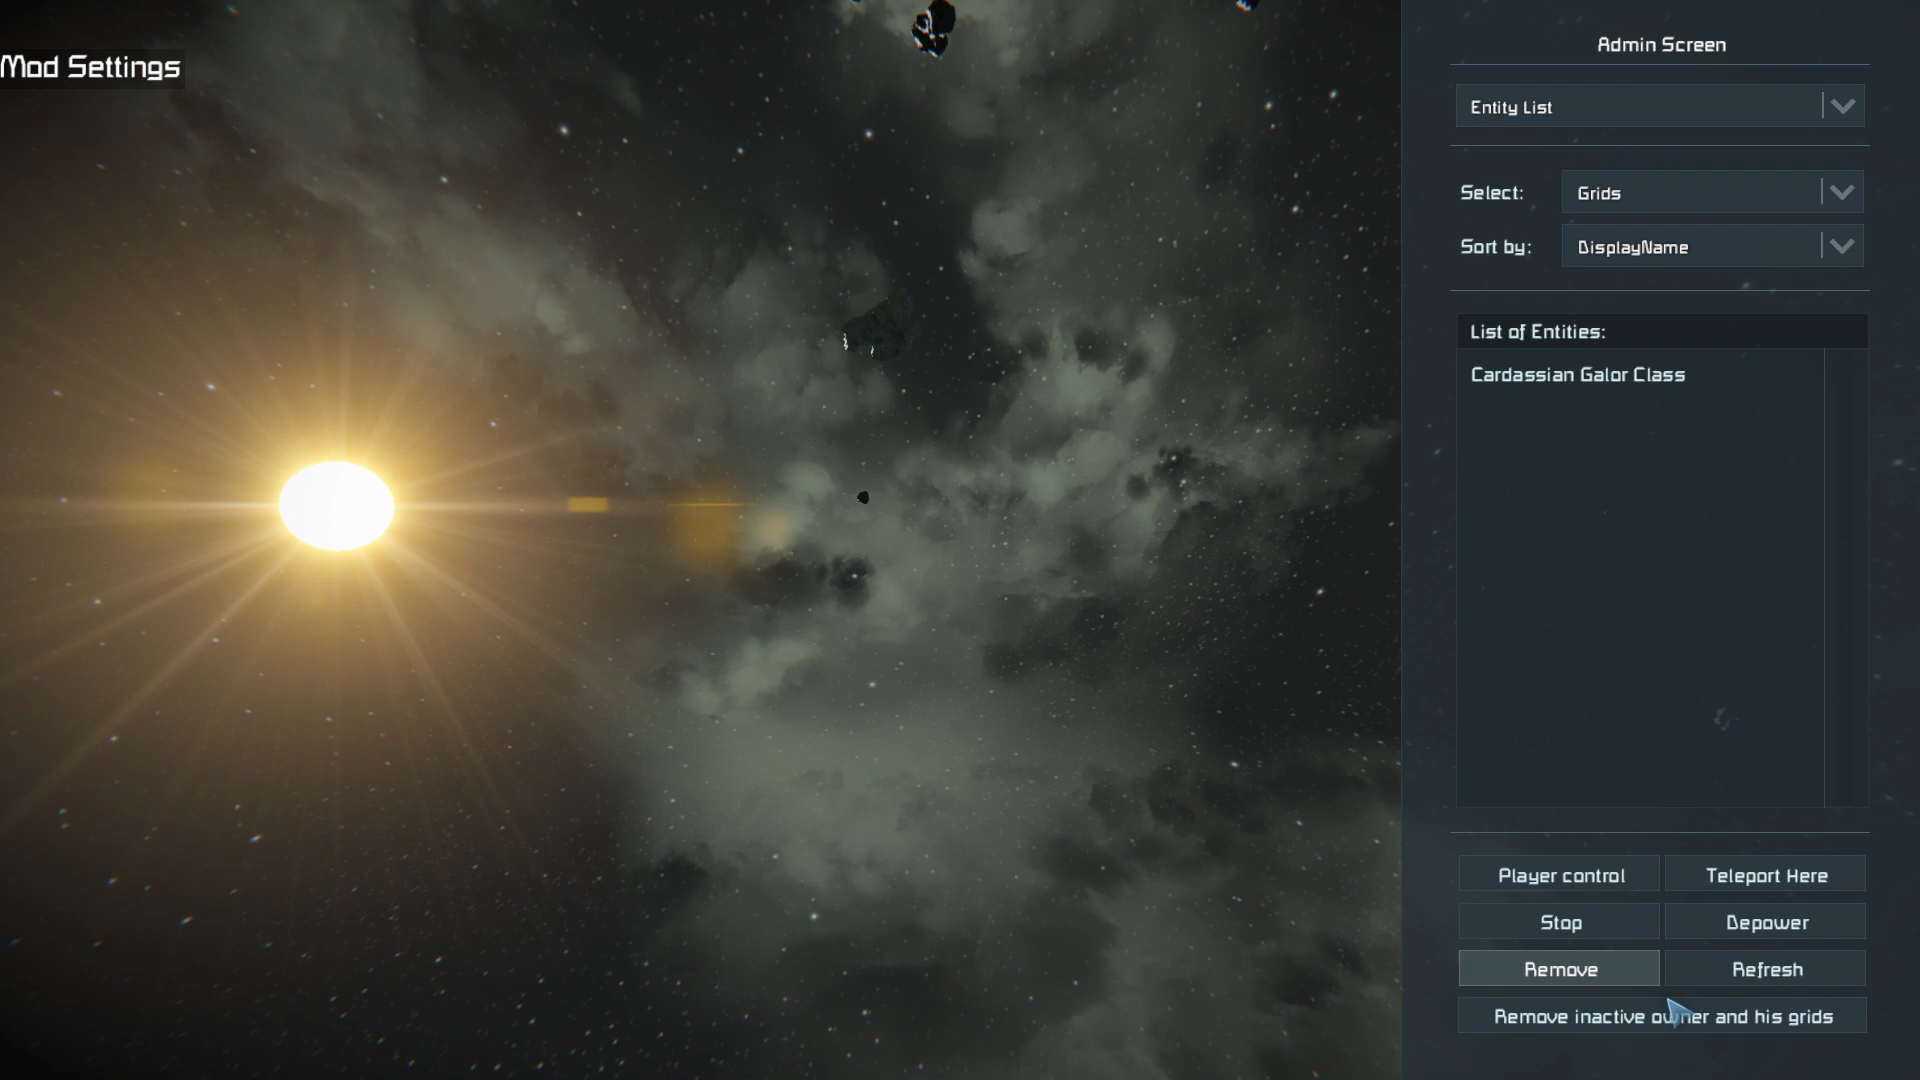 Mod Settings
Admin Screen
Entity List
Select: Grids
Sort by: DisplayName
List of Entities:
Cardassian Galor Class
Player control
Teleport Here
Stop
Depower
Remove
Refresh
Remove inactive owner and his grids